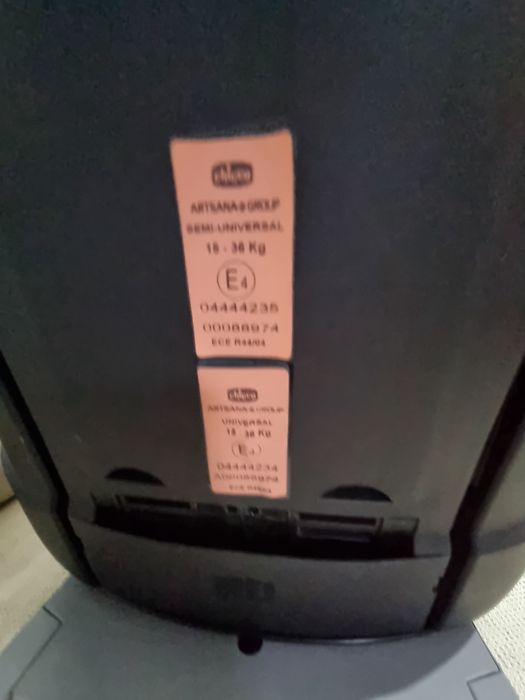 chicco
ARTSANA GROUP
SEMI-UNIVERSAL
15 - 36 Kg
E4
04444235
00088974
ECE R44/04
chicco
ARTSANA GROUP
UNIVERSAL
15 - 36 Kg
E4
04444234